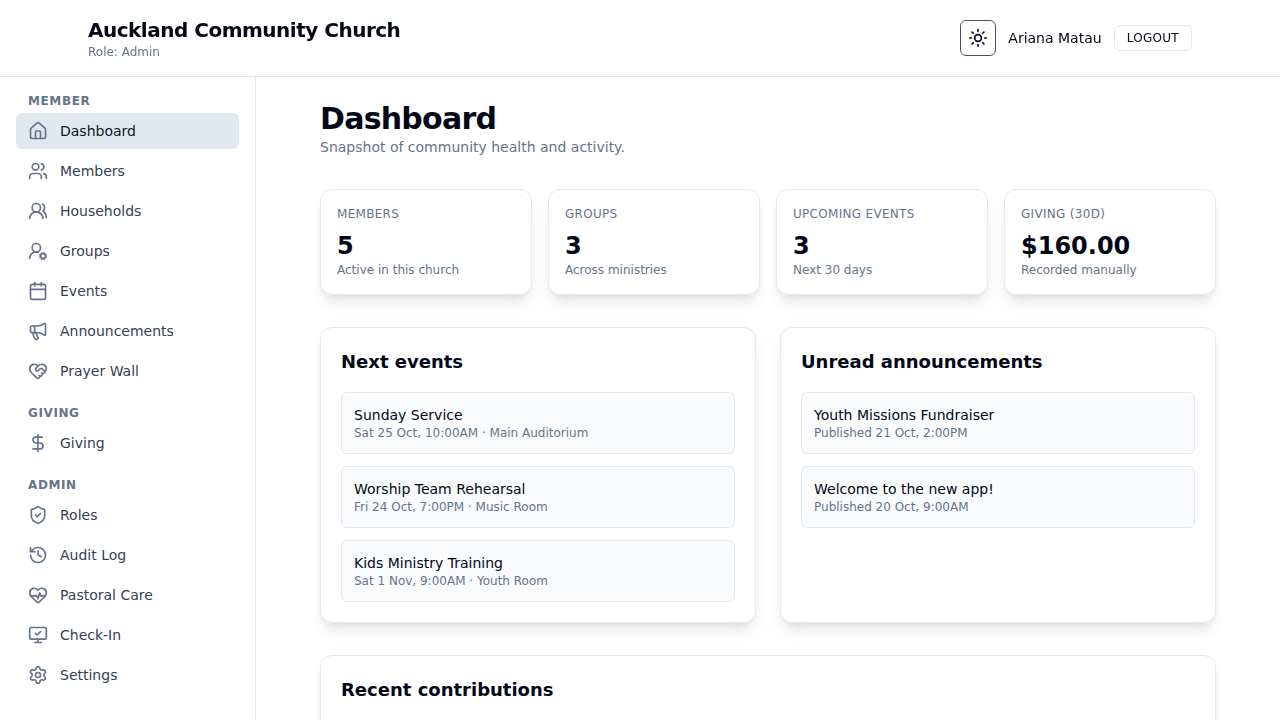 Auckland Community Church
Role: Admin
Ariana Matau
LOGOUT
MEMBER
Dashboard
Members
Households
Groups
Events
Announcements
Prayer Wall
GIVING
Giving
ADMIN
Roles
Audit Log
Pastoral Care
Check-In
Settings
Dashboard
Snapshot of community health and activity.
MEMBERS
5
Active in this church
GROUPS
3
Across ministries
UPCOMING EVENTS
3
Next 30 days
GIVING (30D)
$160.00
Recorded manually
Next events
Sunday Service
Sat 25 Oct, 10:00AM · Main Auditorium
Worship Team Rehearsal
Fri 24 Oct, 7:00PM · Music Room
Kids Ministry Training
Sat 1 Nov, 9:00AM · Youth Room
Unread announcements
Youth Missions Fundraiser
Published 21 Oct, 2:00PM
Welcome to the new app!
Published 20 Oct, 9:00AM
Recent contributions